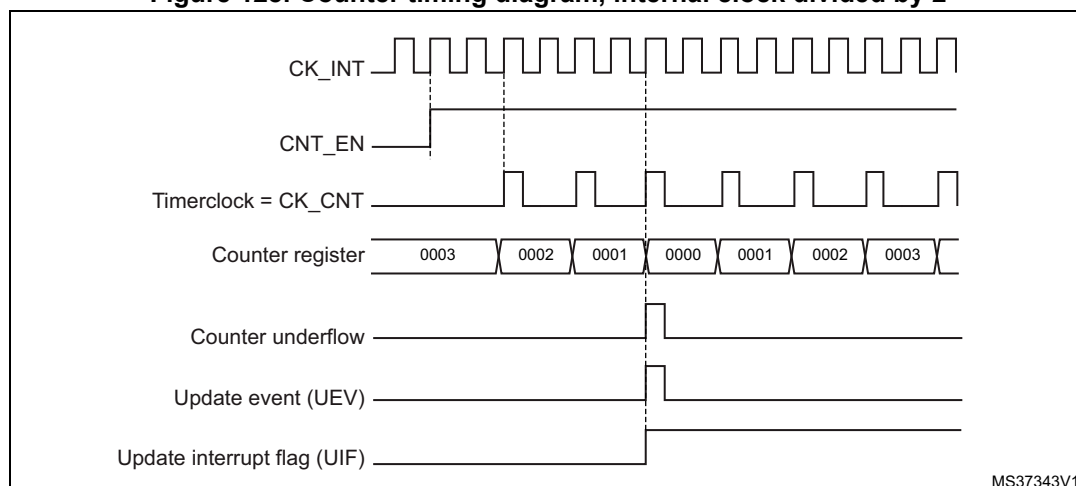 Figure Counter timing diagram, internal clock divided by 2
CK_INT
CNT_EN
Timerclock = CK_CNT
Counter register 0003 0002 0001 0000 0001 0002 0003
Counter underflow
Update event (UEV)
Update interrupt flag (UIF)
MS37343V1